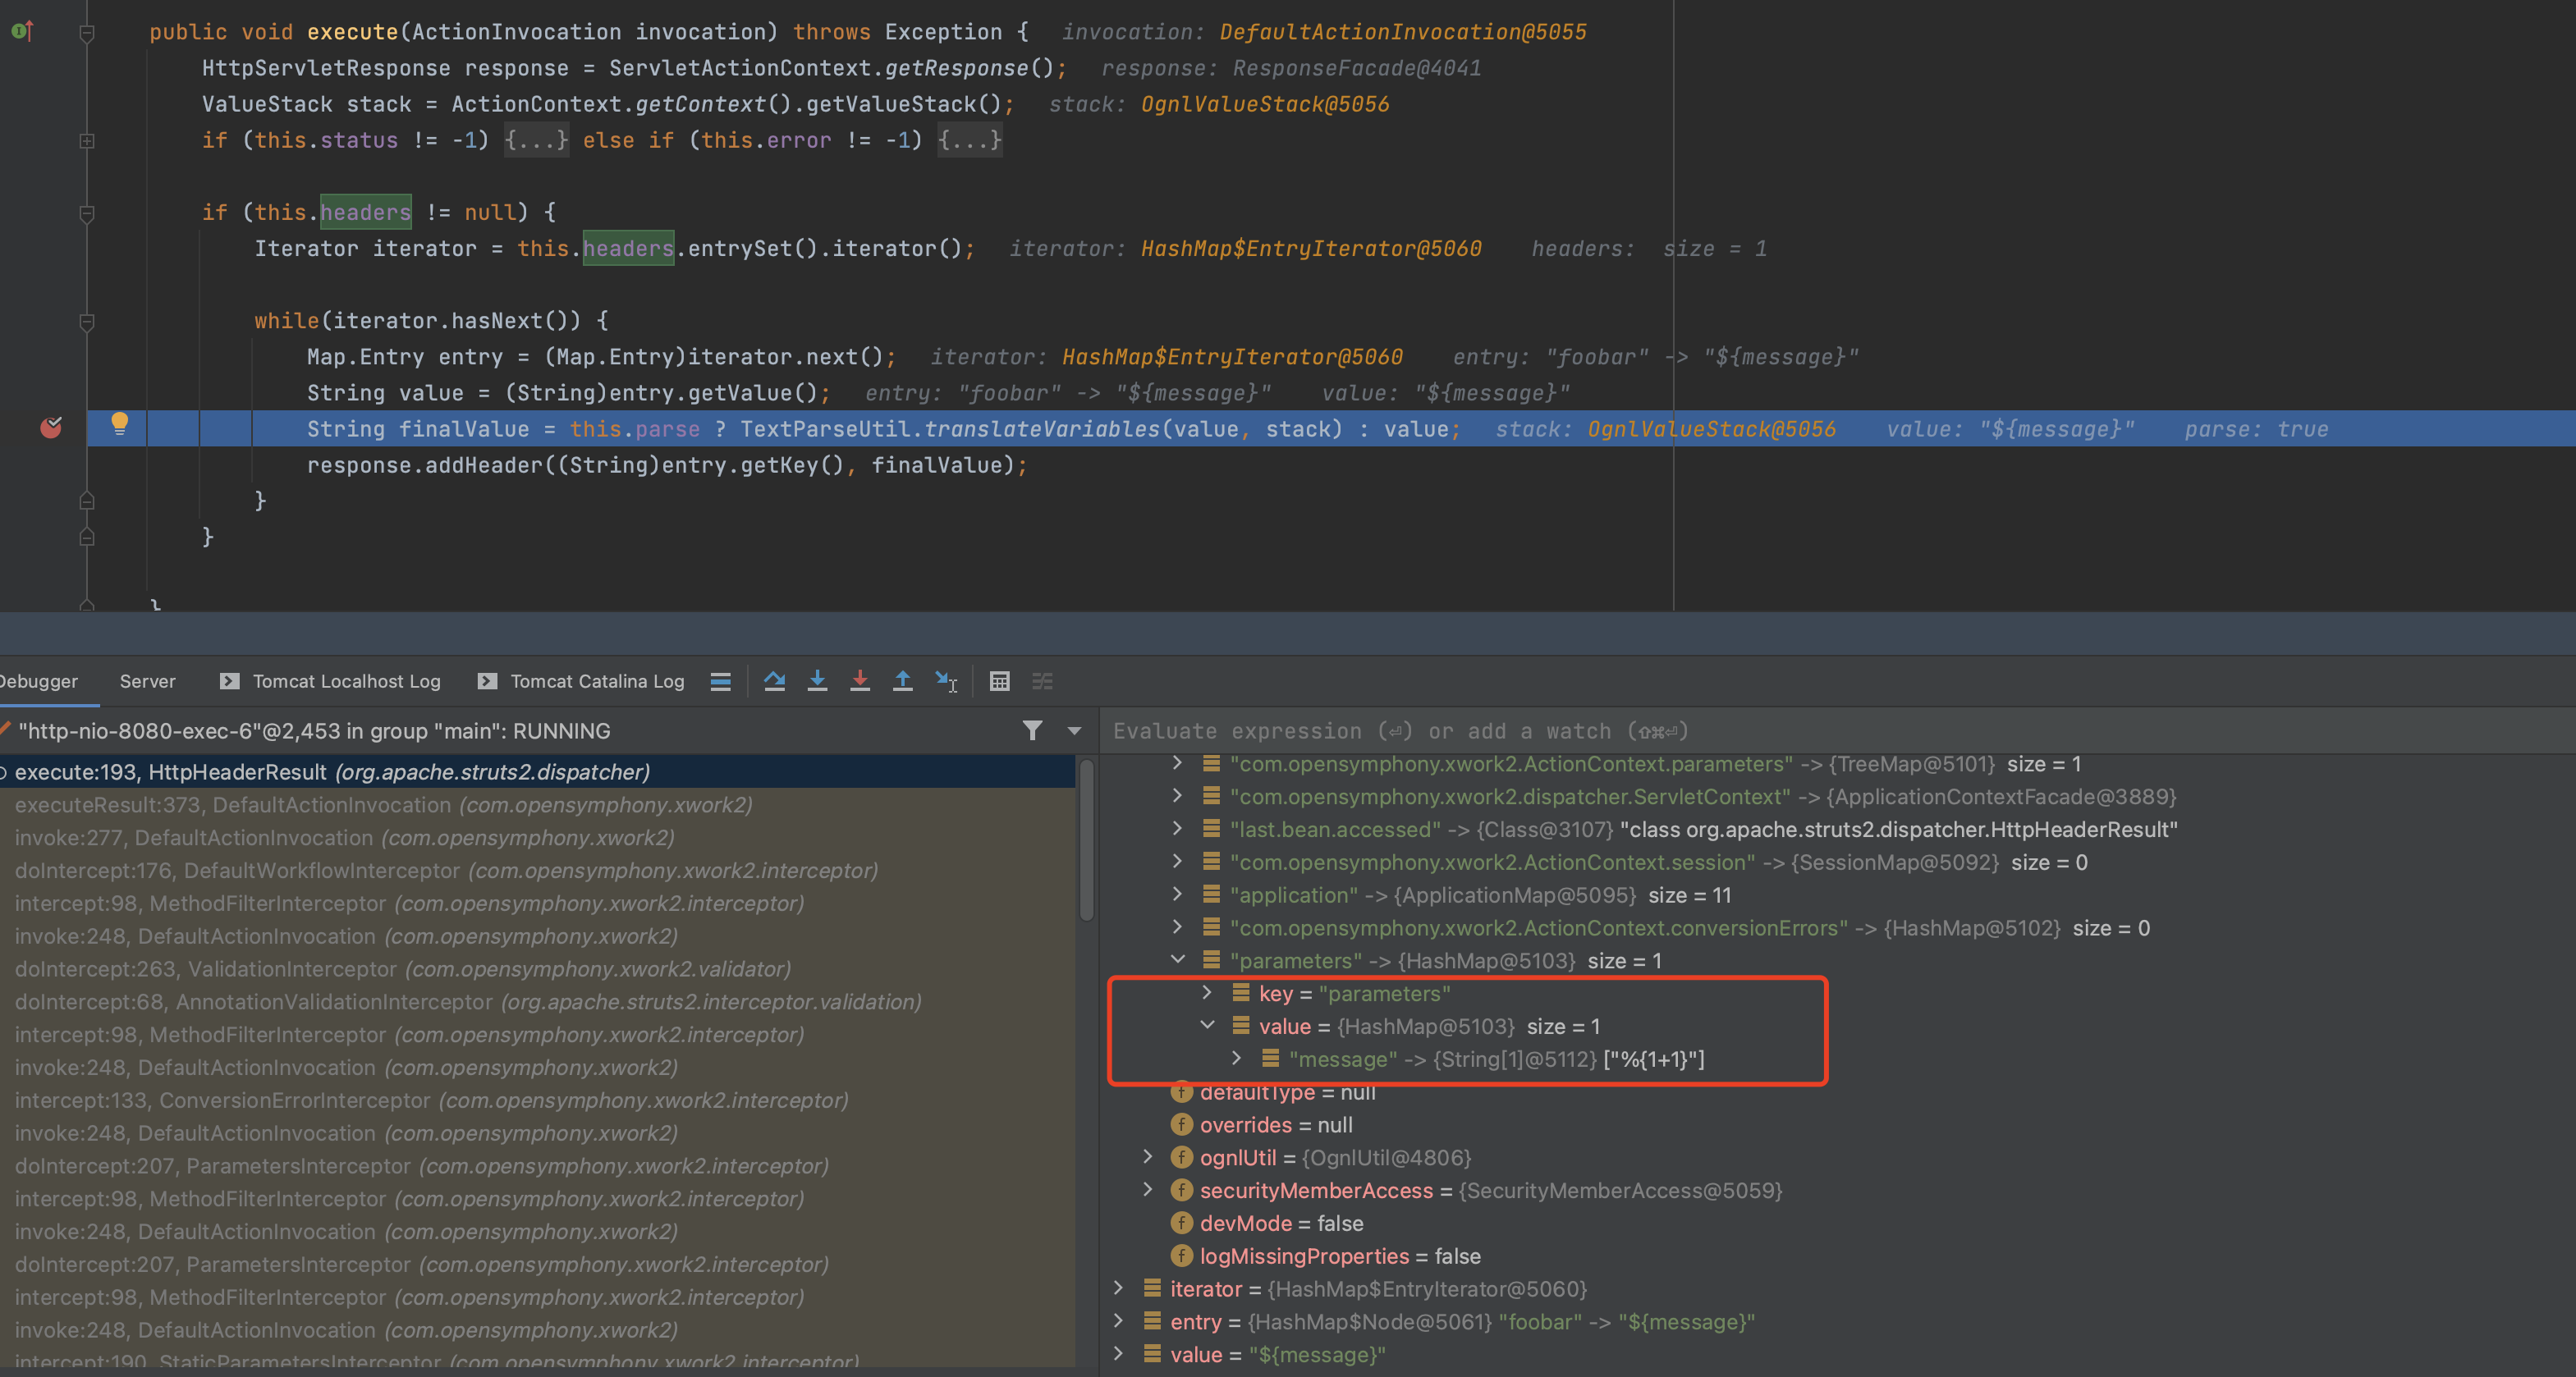 public void execute(ActionInvocation invocation) throws Exception {   invocation: DefaultActionInvocation@5055
HttpServletResponse response = ServletActionContext.getResponse();   response: ResponseFacade@4041
ValueStack stack = ActionContext.getContext().getValueStack();   stack: OgnlValueStack@5056
if (this.status != -1) {...} else if (this.error != -1) {...}
if (this.headers != null) {
Iterator iterator = this.headers.entrySet().iterator();   iterator: HashMap$EntryIterator@5060   headers:  size = 1
while(iterator.hasNext()) {
Map.Entry entry = (Map.Entry)iterator.next();   iterator: HashMap$EntryIterator@5060   entry: "foobar" -> "${message}"
String value = (String)entry.getValue();   entry: "foobar" -> "${message}"   value: "${message}"
String finalValue = this.parse ? TextParseUtil.translateVariables(value, stack) : value;   stack: OgnlValueStack@5056   value: "${message}"   parse: true
response.addHeader((String)entry.getKey(), finalValue);
}
}
}
Debugger   Server   Tomcat Localhost Log   Tomcat Catalina Log
"http-nio-8080-exec-6"@2,453 in group "main": RUNNING
execute:193, HttpHeaderResult (org.apache.struts2.dispatcher)
executeResult:373, DefaultActionInvocation (com.opensymphony.xwork2)
invoke:277, DefaultActionInvocation (com.opensymphony.xwork2)
doIntercept:176, DefaultWorkflowInterceptor (com.opensymphony.xwork2.interceptor)
intercept:98, MethodFilterInterceptor (com.opensymphony.xwork2.interceptor)
invoke:248, DefaultActionInvocation (com.opensymphony.xwork2)
doIntercept:263, ValidationInterceptor (com.opensymphony.xwork2.validator)
doIntercept:68, AnnotationValidationInterceptor (org.apache.struts2.interceptor.validation)
intercept:98, MethodFilterInterceptor (com.opensymphony.xwork2.interceptor)
invoke:248, DefaultActionInvocation (com.opensymphony.xwork2)
intercept:133, ConversionErrorInterceptor (com.opensymphony.xwork2.interceptor)
invoke:248, DefaultActionInvocation (com.opensymphony.xwork2)
doIntercept:207, ParametersInterceptor (com.opensymphony.xwork2.interceptor)
intercept:98, MethodFilterInterceptor (com.opensymphony.xwork2.interceptor)
invoke:248, DefaultActionInvocation (com.opensymphony.xwork2)
doIntercept:207, ParametersInterceptor (com.opensymphony.xwork2.interceptor)
intercept:98, MethodFilterInterceptor (com.opensymphony.xwork2.interceptor)
invoke:248, DefaultActionInvocation (com.opensymphony.xwork2)
intercept:190, StaticParametersInterceptor (com.opensymphony.xwork2.interceptor)
Evaluate expression (⏎) or add a watch (⇧⌘⏎)
"com.opensymphony.xwork2.ActionContext.parameters" -> {TreeMap@5101}  size = 1
"com.opensymphony.xwork2.dispatcher.ServletContext" -> {ApplicationContextFacade@3889}
"last.bean.accessed" -> {Class@3107} "class org.apache.struts2.dispatcher.HttpHeaderResult"
"com.opensymphony.xwork2.ActionContext.session" -> {SessionMap@5092}  size = 0
"application" -> {ApplicationMap@5095}  size = 11
"com.opensymphony.xwork2.ActionContext.conversionErrors" -> {HashMap@5102}  size = 0
"parameters" -> {HashMap@5103}  size = 1
key = "parameters"
value = {HashMap@5103}  size = 1
"message" -> {String[1]@5112} ["%{1+1}"]
defaultType = null
overrides = null
ognlUtil = {OgnlUtil@4806}
securityMemberAccess = {SecurityMemberAccess@5059}
devMode = false
logMissingProperties = false
iterator = {HashMap$EntryIterator@5060}
entry = {HashMap$Node@5061} "foobar" -> "${message}"
value = "${message}"